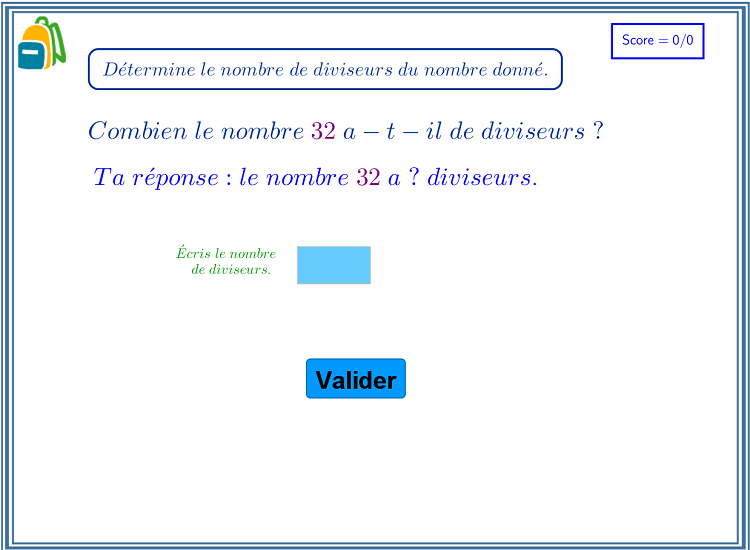 Score = 0/0
Détermine le nombre de diviseurs du nombre donné.
Combien le nombre 32 a − t − il de diviseurs ?
Ta réponse : le nombre 32 a ? diviseurs.
Écris le nombre
de diviseurs.
Valider